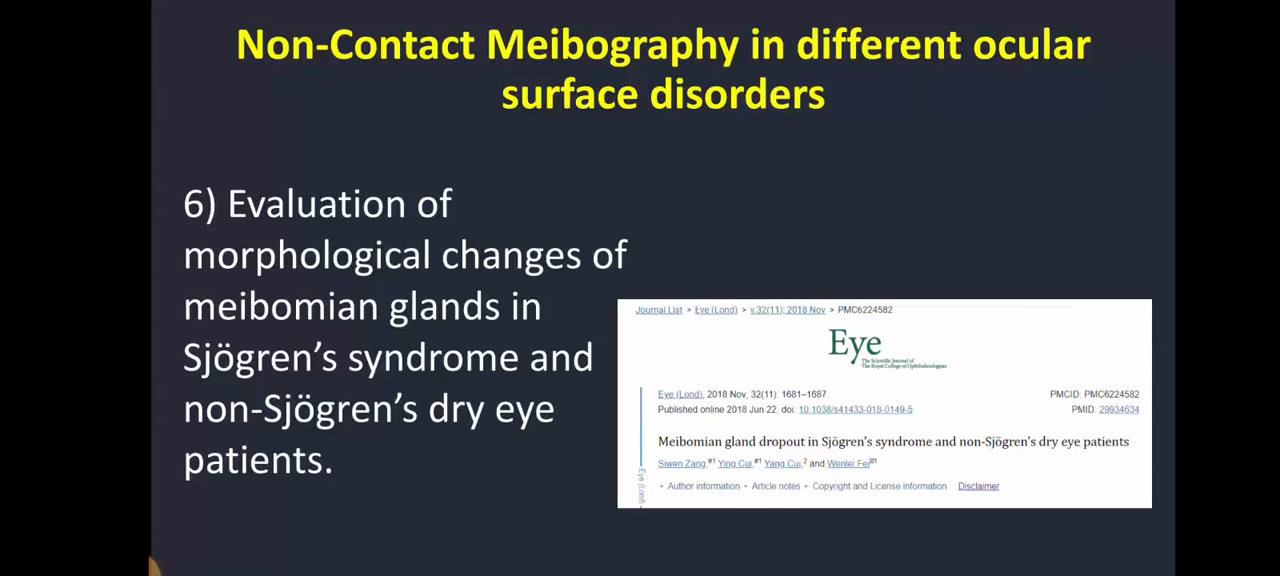 Non-Contact Meibography in different ocular
surface disorders
6) Evaluation of
morphological changes of
meibomian glands in
Sjögren's syndrome and
non-Sjögren's dry eye
patients.
Journal List > Eye (Lond) > v.32(11); 2018 Nov > PMC6224582
Eye
The Scientific Journal of
The Royal College of Ophthalmologists
Eye (Lond). 2018 Nov; 32(11): 1681–1687.
PMCID: PMC6224582
Published online 2018 Jun 22. doi: 10.1038/s41433-018-0149-5
PMID: 29934634
Meibomian gland dropout in Sjögren's syndrome and non-Sjögren's dry eye patients
Siwen Zang,#1 Ying Cui,#1 Yang Cui,2 and Wenlei Fei
Author information Article notes Copyright and License information Disclaimer
Eye (Lond)